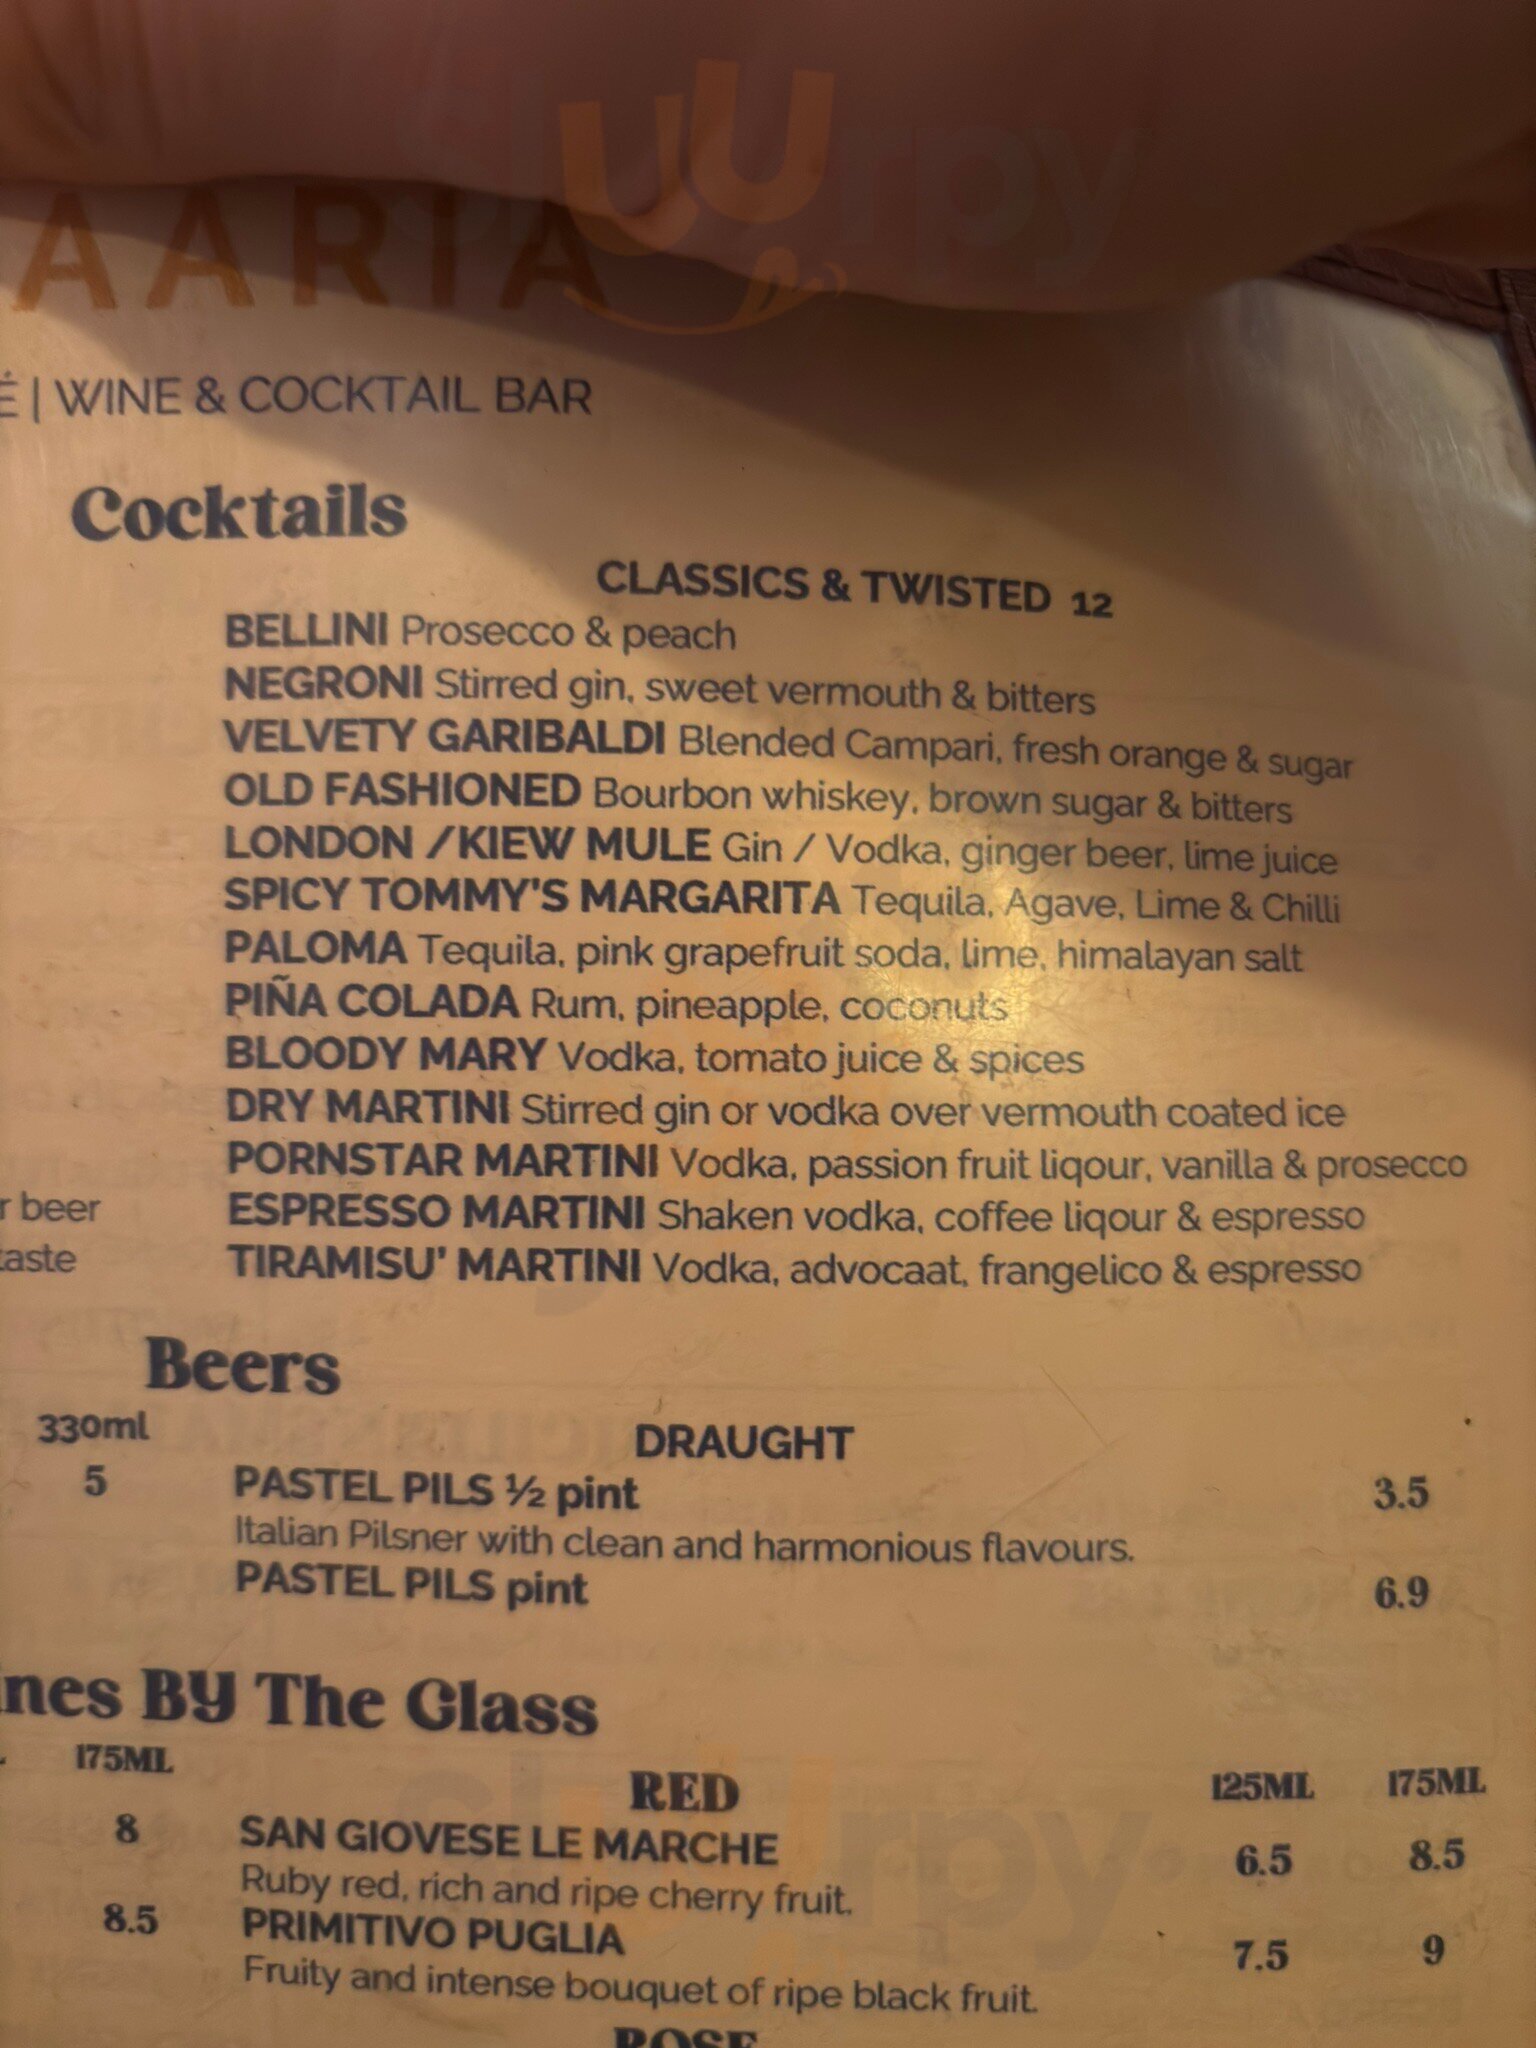 sluurpy
AARIA
É | WINE & COCKTAIL BAR
Cocktails
CLASSICS & TWISTED 12
BELLINI Prosecco & peach
NEGRONI Stirred gin, sweet vermouth & bitters
VELVETY GARIBALDI Blended Campari, fresh orange & sugar
OLD FASHIONED Bourbon whiskey, brown sugar & bitters
LONDON /KIEW MULE Gin / Vodka, ginger beer, lime juice
SPICY TOMMY'S MARGARITA Tequila, Agave, Lime & Chilli
PALOMA Tequila, pink grapefruit soda, lime, himalayan salt
PIÑA COLADA Rum, pineapple, coconuts
BLOODY MARY Vodka, tomato juice & spices
DRY MARTINI Stirred gin or vodka over vermouth coated ice
PORNSTAR MARTINI Vodka, passion fruit liqour, vanilla & prosecco
r beer ESPRESSO MARTINI Shaken vodka, coffee liqour & espresso
taste TIRAMISU' MARTINI Vodka, advocaat, frangelico & espresso
Beers
330ml DRAUGHT
5 PASTEL PILS ½ pint 3.5
Italian Pilsner with clean and harmonious flavours.
PASTEL PILS pint 6.9
ines By The Glass
175ML RED 125ML 175ML
8 SAN GIOVESE LE MARCHE 6.5 8.5
Ruby red, rich and ripe cherry fruit.
8.5 PRIMITIVO PUGLIA 7.5 9
Fruity and intense bouquet of ripe black fruit.
ROSE
sluurpy